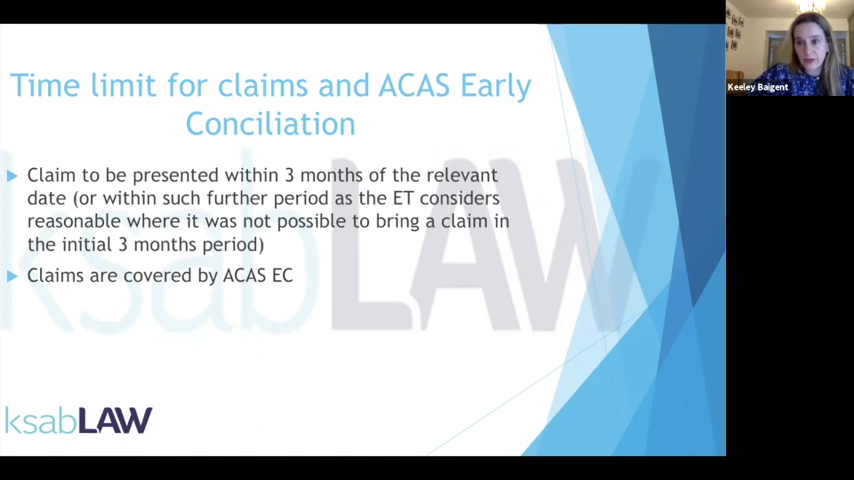 Time limit for claims and ACAS Early
Conciliation
Claim to be presented within 3 months of the relevant
date (or within such further period as the ET considers
reasonable where it was not possible to bring a claim in
the initial 3 months period)
Claims are covered by ACAS EC
ksabLAW
ksabLAW
Keeley Baigent